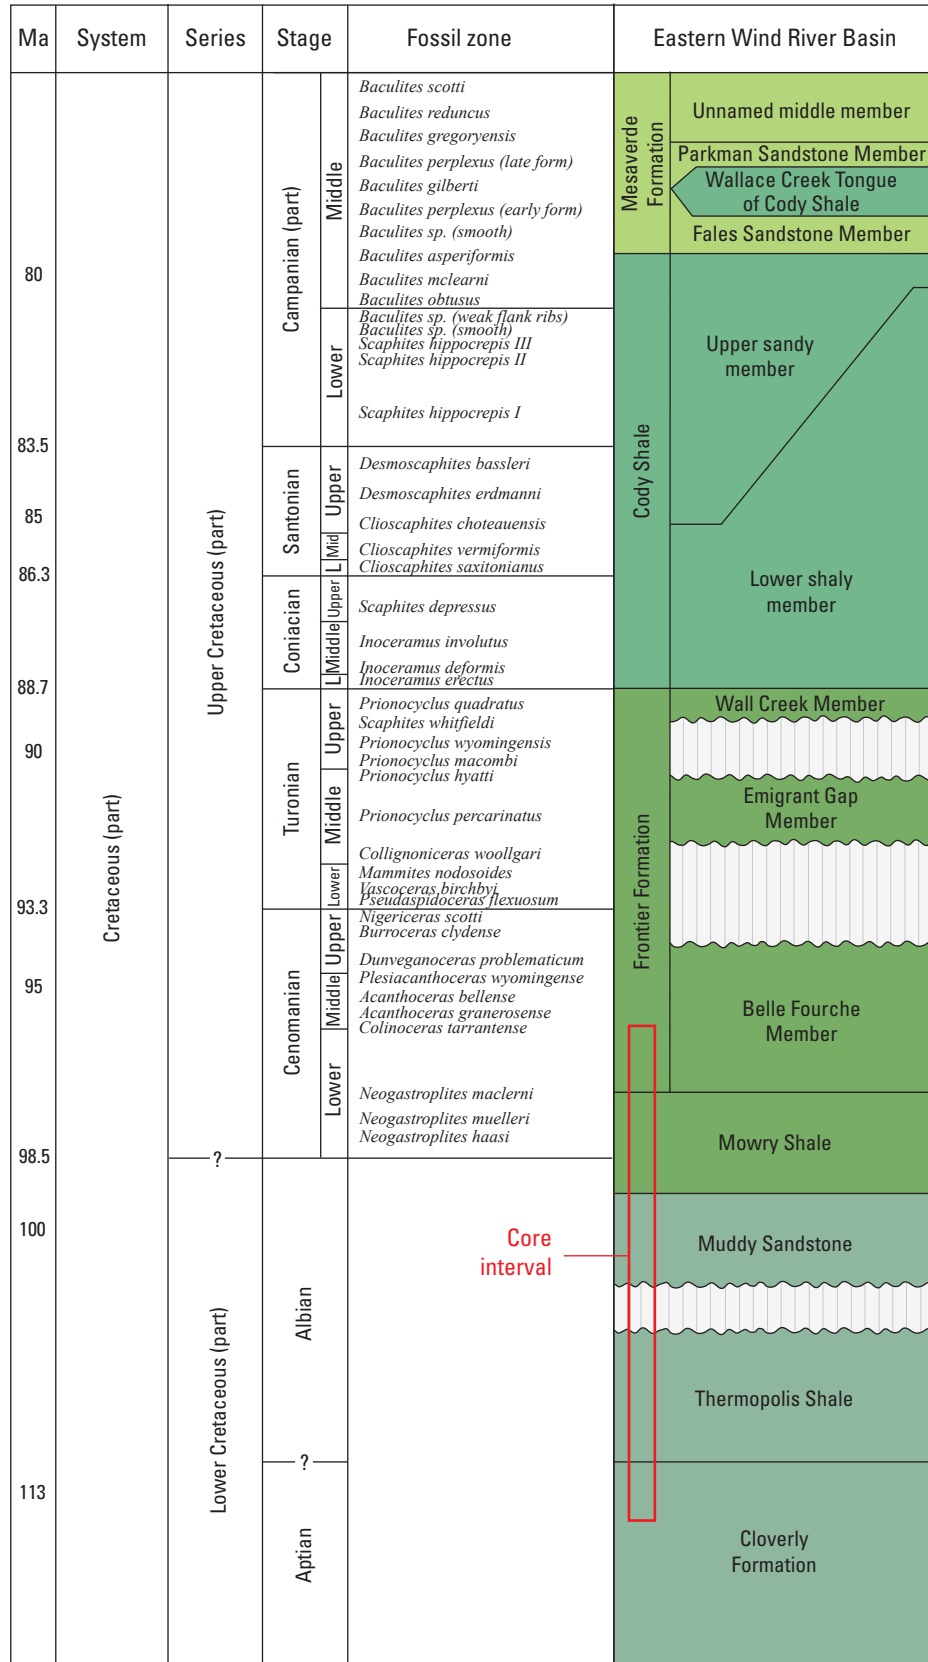 Ma
System
Series
Stage
Fossil zone
Eastern Wind River Basin
80
83.5
85
86.3
88.7
90
93.3
95
98.5
100
113
Cretaceous (part)
Upper Cretaceous (part)
?
Lower Cretaceous (part)
Campanian (part)
Santonian
Coniacian
Turonian
Cenomanian
Albian
?
Aptian
Middle
Lower
Upper
Mid
L
Upper
Middle
L
Upper
Middle
Lower
Upper
Middle
Lower
Baculites scotti
Baculites reduncus
Baculites gregoryensis
Baculites perplexus (late form)
Baculites gilberti
Baculites perplexus (early form)
Baculites sp. (smooth)
Baculites asperiformis
Baculites mclearni
Baculites obtusus
Baculites sp. (weak flank ribs)
Baculites sp. (smooth)
Scaphites hippocrepis III
Scaphites hippocrepis II
Scaphites hippocrepis I
Desmoscaphites bassleri
Desmoscaphites erdmanni
Clioscaphites choteauensis
Clioscaphites vermiformis
Clioscaphites saxitonianus
Scaphites depressus
Inoceramus involutus
Inoceramus deformis
Inoceramus erectus
Prionocyclus quadratus
Scaphites whitfieldi
Prionocyclus wyomingensis
Prionocyclus macombi
Prionocyclus hyatti
Prionocyclus percarinatus
Collignoniceras woollgari
Mammites nodosoides
Vascoceras birchbyi
Pseudaspidoceras flexuosum
Nigericeras scotti
Burroceras clydense
Dunveganoceras problematicum
Plesiacanthoceras wyomingense
Acanthoceras bellense
Acanthoceras granerosense
Colinoceras tarrantense
Neogastroplites maclerni
Neogastroplites muelleri
Neogastroplites haasi
Core
interval
Mesaverde
Formation
Unnamed middle member
Parkman Sandstone Member
Wallace Creek Tongue
of Cody Shale
Fales Sandstone Member
Cody Shale
Upper sandy
member
Lower shaly
member
Frontier Formation
Wall Creek Member
Emigrant Gap
Member
Belle Fourche
Member
Mowry Shale
Muddy Sandstone
Thermopolis Shale
Cloverly
Formation